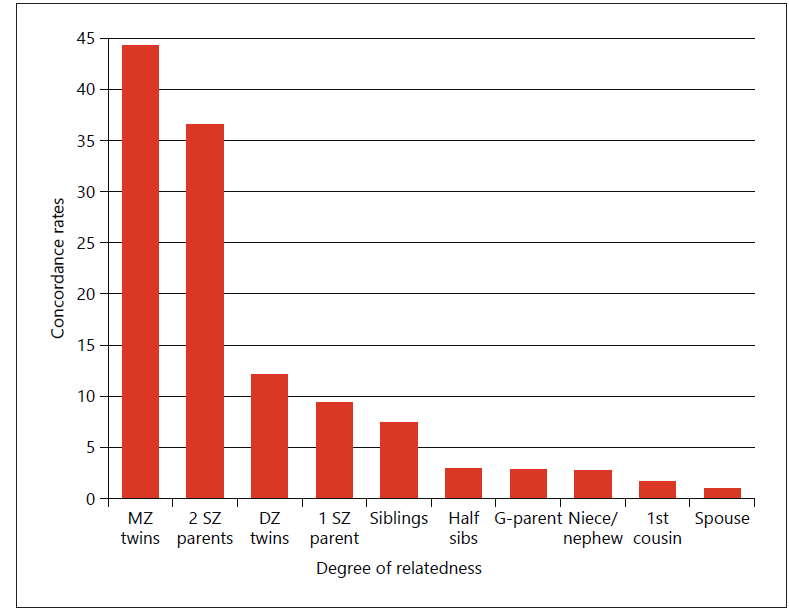 45
40
35
30
25
20
15
10
5
0
Concordance rates
MZ twins
2 SZ parents
DZ twins
1 SZ parent
Siblings
Half sibs
G-parent
Niece/ nephew
1st cousin
Spouse
Degree of relatedness